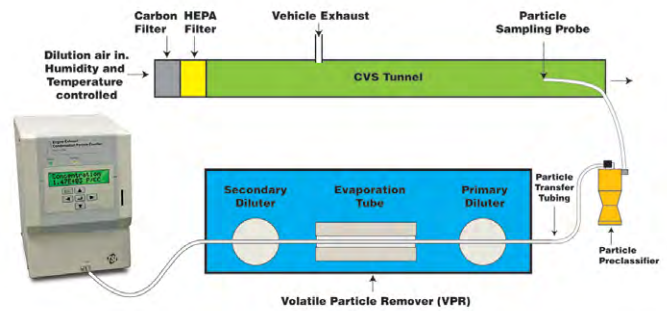 Carbon
Filter
HEPA
Filter
Vehicle Exhaust
Particle
Sampling Probe
Dilution air in.
Humidity and
Temperature
controlled
CVS Tunnel
Concentration
Secondary
Diluter
Evaporation
Tube
Primary
Diluter
Particle
Transfer
Tubing
Particle
Preclassifier
Volatile Particle Remover (VPR)